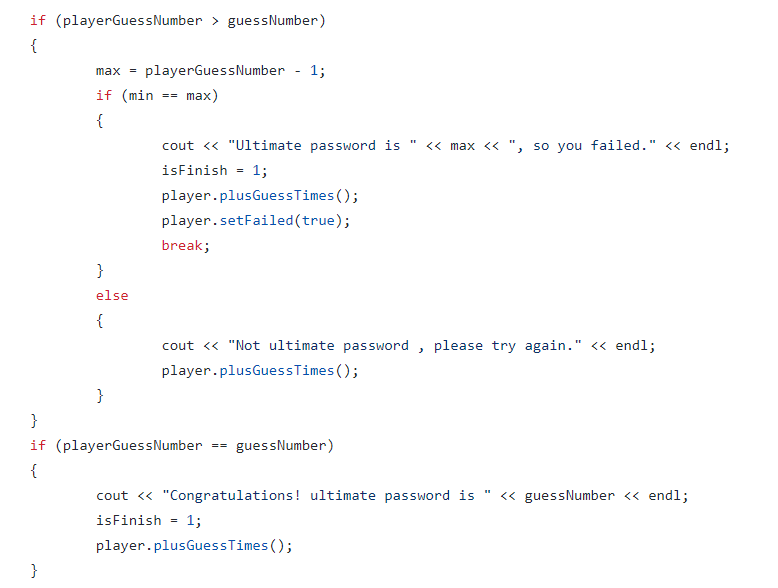 if (playerGuessNumber > guessNumber)
{
        max = playerGuessNumber - 1;
        if (min == max)
        {
                cout << "Ultimate password is " << max << ", so you failed." << endl;
                isFinish = 1;
                player.plusGuessTimes();
                player.setFailed(true);
                break;
        }
        else
        {
                cout << "Not ultimate password , please try again." << endl;
                player.plusGuessTimes();
        }
}
if (playerGuessNumber == guessNumber)
{
        cout << "Congratulations! ultimate password is " << guessNumber << endl;
        isFinish = 1;
        player.plusGuessTimes();
}